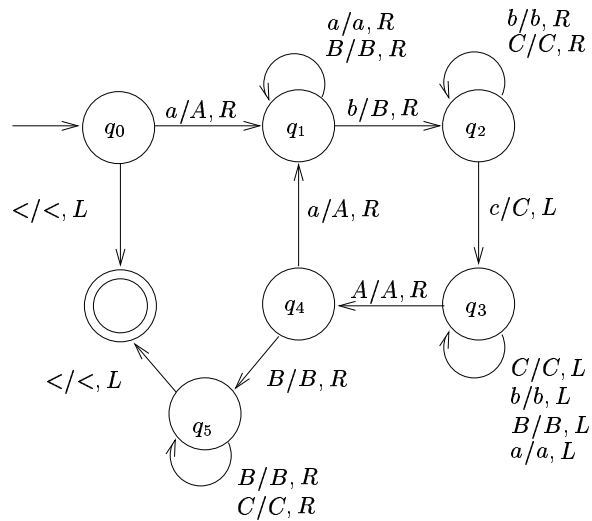 a/a, R
B/B, R
b/b, R
C/C, R
q0
a/A, R
q1
b/B, R
q2
</</, L
a/A, R
c/C, L
q4
A/A, R
q3
</</, L
B/B, R
C/C, L
b/b, L
B/B, L
a/a, L
q5
B/B, R
C/C, R